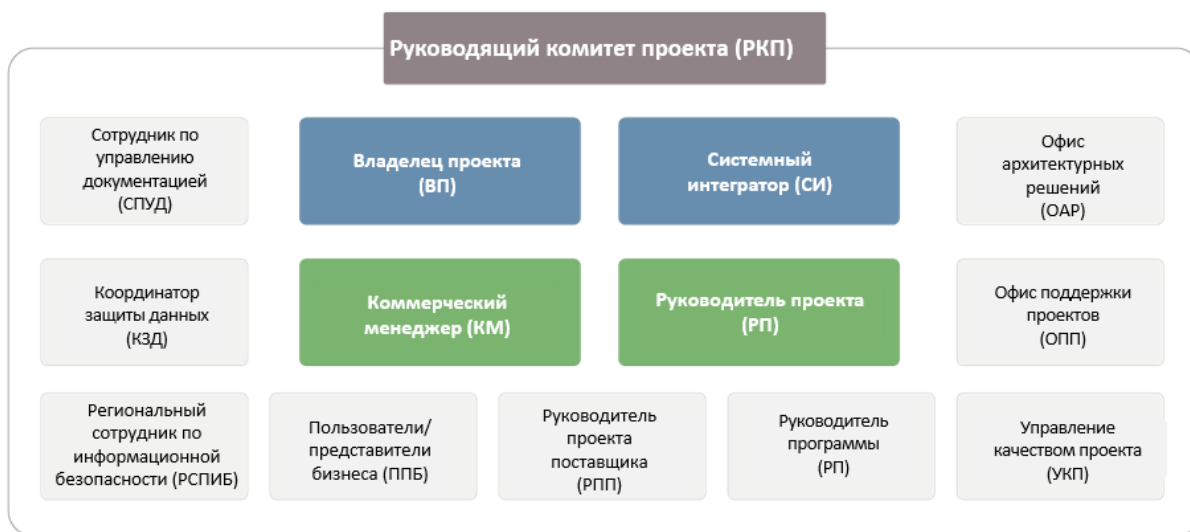 Руководящий комитет проекта (РКП)
Сотрудник по
управлению
документацией
(СПУД)
Владелец проекта
(ВП)
Системный
интегратор (СИ)
Офис
архитектурных
решений
(ОАР)
Координатор
защиты данных
(КЗД)
Коммерческий
менеджер (КМ)
Руководитель проекта
(РП)
Офис поддержки
проектов
(ОПП)
Региональный
сотрудник по
информационной
безопасности (РСПИБ)
Пользователи/
представители
бизнеса (ППБ)
Руководитель
проекта
поставщика
(РПП)
Руководитель
программы
(РП)
Управление
качеством проекта
(УКП)